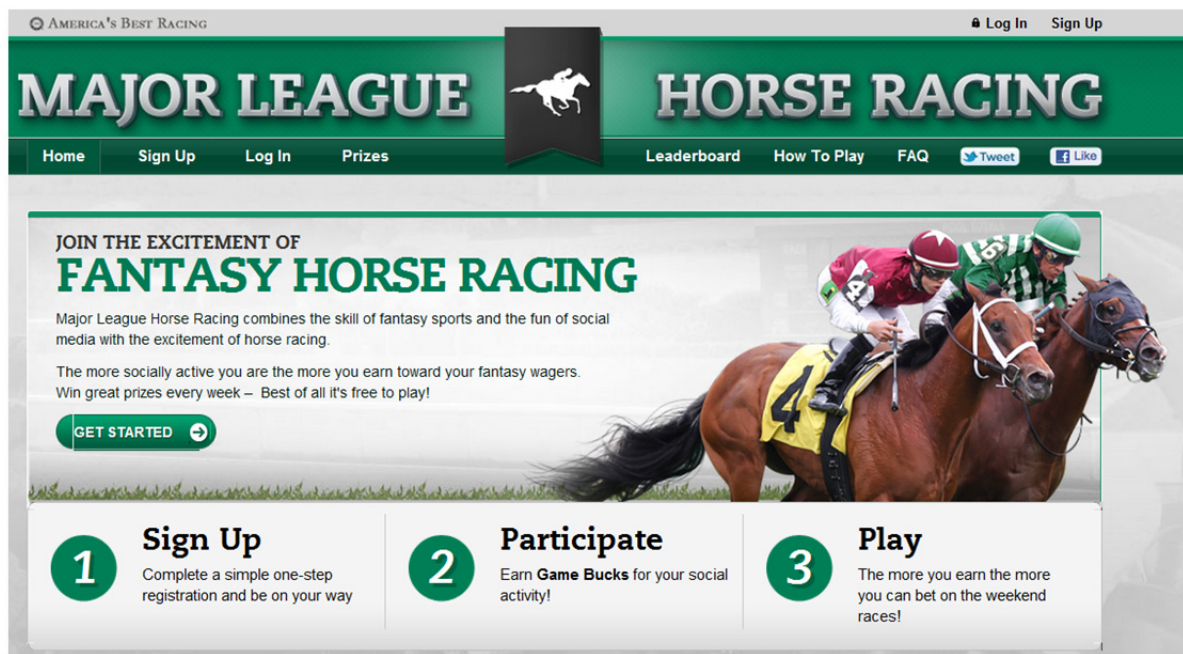 AMERICA'S BEST RACING
Log In Sign Up
MAJOR LEAGUE HORSE RACING
Home Sign Up Log In Prizes Leaderboard How To Play FAQ Tweet Like
JOIN THE EXCITEMENT OF
FANTASY HORSE RACING
Major League Horse Racing combines the skill of fantasy sports and the fun of social
media with the excitement of horse racing.
The more socially active you are the more you earn toward your fantasy wagers.
Win great prizes every week – Best of all it's free to play!
GET STARTED
4
4
1
Sign Up
Complete a simple one-step
registration and be on your way
2
Participate
Earn Game Bucks for your social
activity!
3
Play
The more you earn the more
you can bet on the weekend
races!